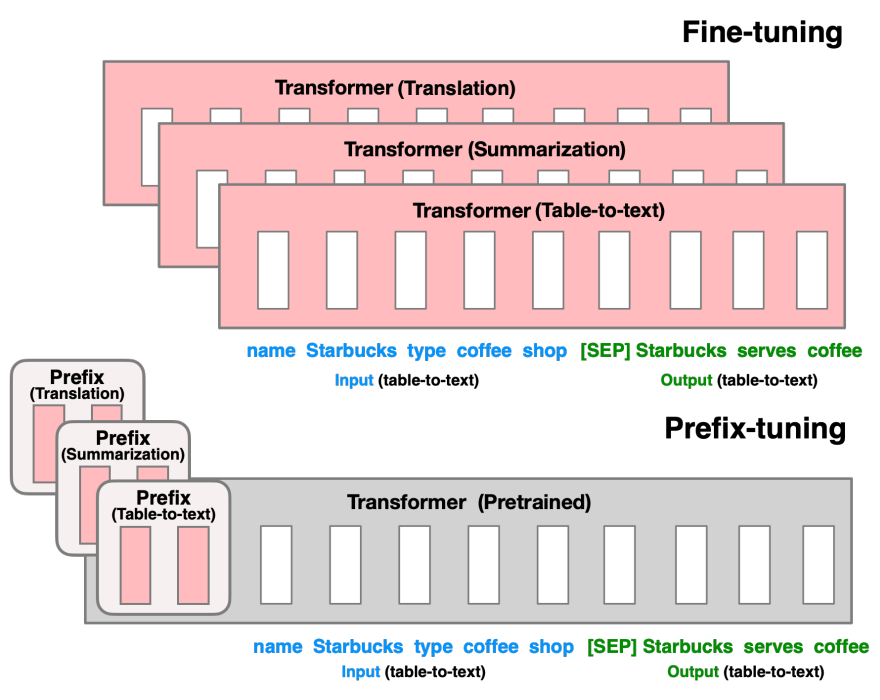 Fine-tuning
Transformer (Translation)
Transformer (Summarization)
Transformer (Table-to-text)
name Starbucks type coffee shop [SEP] Starbucks serves coffee
Input (table-to-text) Output (table-to-text)
Prefix-tuning
Prefix
(Translation)
Prefix
(Summarization)
Prefix
(Table-to-text)
Transformer (Pretrained)
name Starbucks type coffee shop [SEP] Starbucks serves coffee
Input (table-to-text) Output (table-to-text)